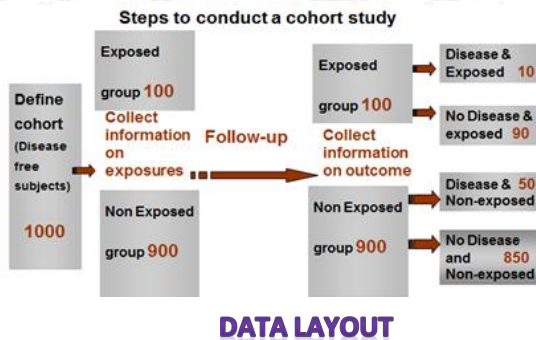 Steps to conduct a cohort study
Define
cohort
(Disease
free
subjects)
1000
Exposed
group 100
Collect
information
on
exposures
Non Exposed
group 900
Follow-up
Exposed
group 100
Collect
information
on outcome
Non Exposed
group 900
Disease &
Exposed 10
No Disease &
exposed 90
Disease & 50
Non-exposed
No Disease
and 850
Non-exposed
DATA LAYOUT